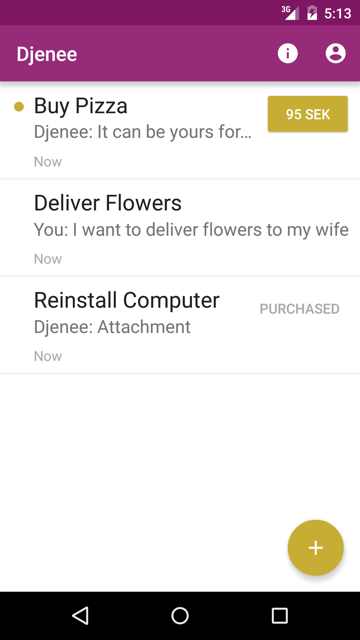 3G
5:13
Djenee
Buy Pizza
95 SEK
Djenee: It can be yours for...
Now
Deliver Flowers
You: I want to deliver flowers to my wife
Now
Reinstall Computer
PURCHASED
Djenee: Attachment
Now